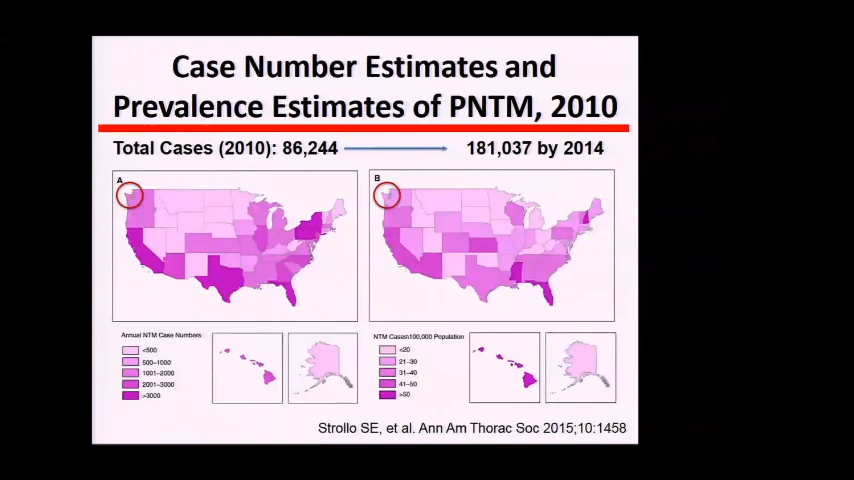 Case Number Estimates and
Prevalence Estimates of PNTM, 2010
Total Cases (2010): 86,244 181,037 by 2014
A
B
Annual NTM Case Numbers
<500
500–1000
1001–2000
2001–3000
>3000
NTM Cases\100,000 Population
<20
21–30
31–40
41–50
>50
Strollo SE, et al. Ann Am Thorac Soc 2015;10:1458